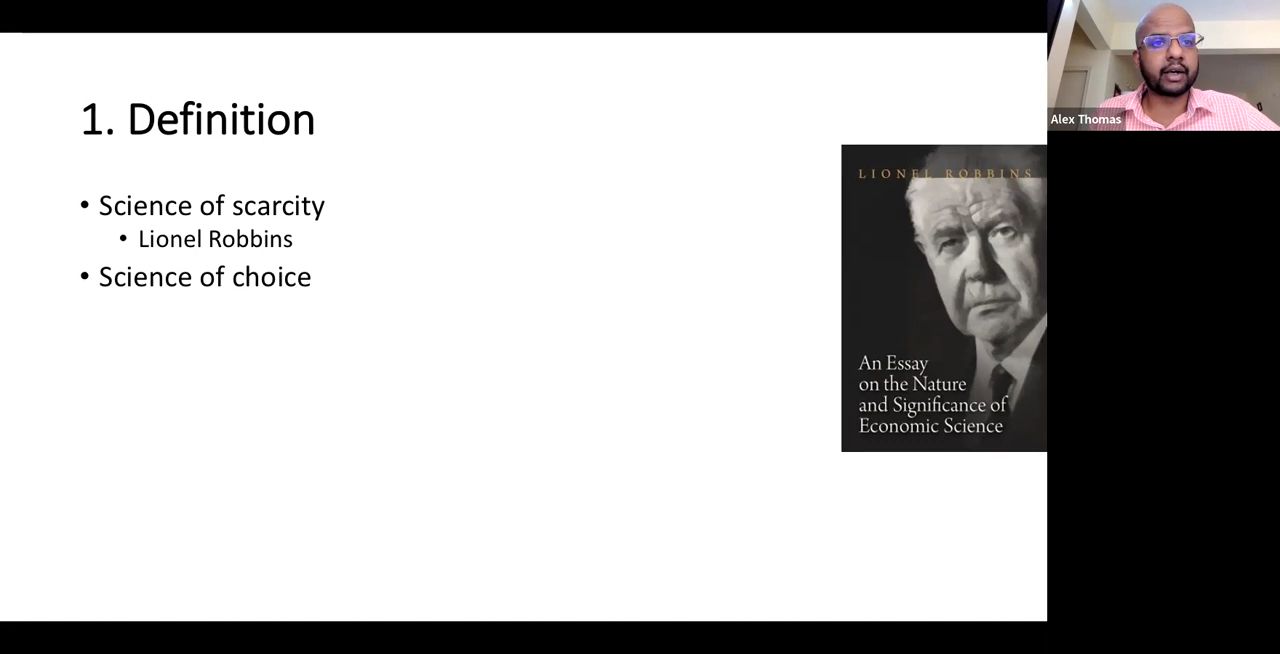 1. Definition
• Science of scarcity
• Lionel Robbins
• Science of choice
LIONEL ROBBINS
An Essay
on the Nature
and Significance of
Economic Science
Alex Thomas